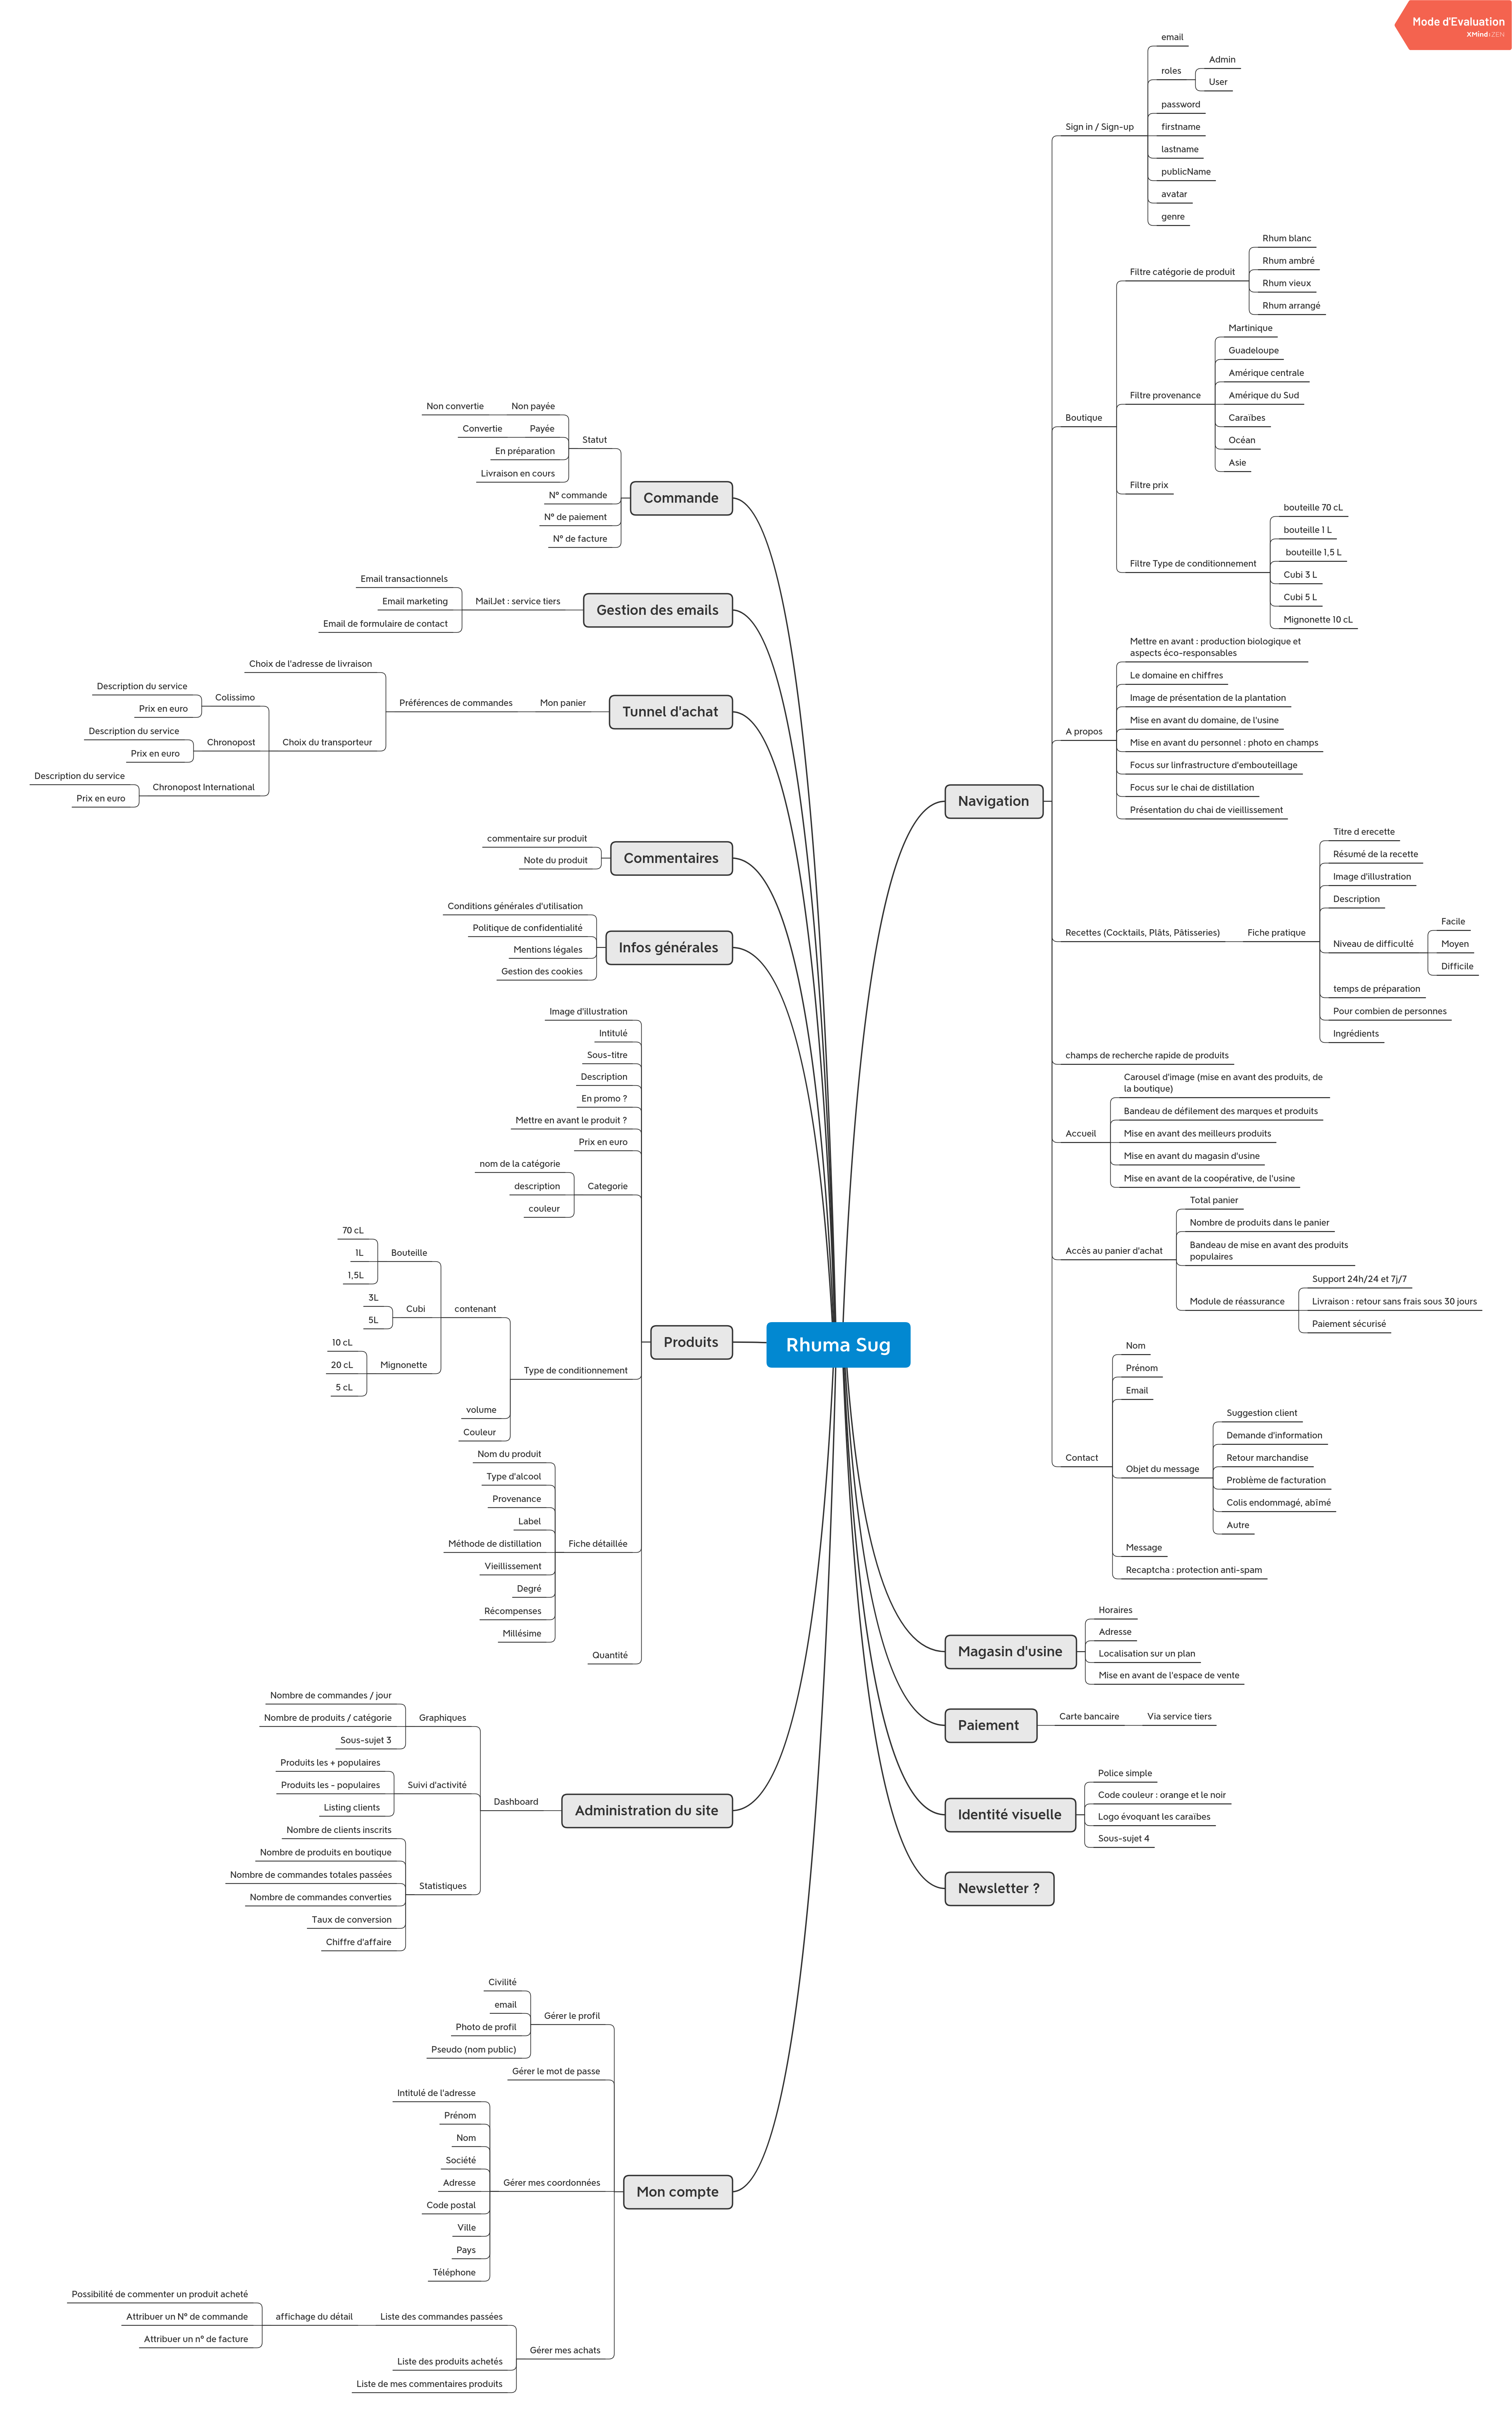 Mode d'Evaluation
XMind:ZEN
Rhuma Sug
Navigation
Sign in / Sign-up
email
roles
Admin
User
password
firstname
lastname
publicName
avatar
genre
Boutique
Filtre catégorie de produit
Rhum blanc
Rhum ambré
Rhum vieux
Rhum arrangé
Filtre provenance
Martinique
Guadeloupe
Amérique centrale
Amérique du Sud
Caraïbes
Océan
Asie
Filtre prix
Filtre Type de conditionnement
bouteille 70 cL
bouteille 1 L
bouteille 1,5 L
Cubi 3 L
Cubi 5 L
Mignonette 10 cL
A propos
Mettre en avant : production biologique et
aspects éco-responsables
Le domaine en chiffres
Image de présentation de la plantation
Mise en avant du domaine, de l'usine
Mise en avant du personnel : photo en champs
Focus sur linfrastructure d'embouteillage
Focus sur le chai de distillation
Présentation du chai de vieillissement
Recettes (Cocktails, Plâts, Pâtisseries)
Fiche pratique
Titre d erecette
Résumé de la recette
Image d'illustration
Description
Niveau de difficulté
Facile
Moyen
Difficile
temps de préparation
Pour combien de personnes
Ingrédients
champs de recherche rapide de produits
Accueil
Carousel d'image (mise en avant des produits, de
la boutique)
Bandeau de défilement des marques et produits
Mise en avant des meilleurs produits
Mise en avant du magasin d'usine
Mise en avant de la coopérative, de l'usine
Accès au panier d'achat
Total panier
Nombre de produits dans le panier
Bandeau de mise en avant des produits
populaires
Module de réassurance
Support 24h/24 et 7j/7
Livraison : retour sans frais sous 30 jours
Paiement sécurisé
Contact
Nom
Prénom
Email
Objet du message
Suggestion client
Demande d'information
Retour marchandise
Problème de facturation
Colis endommagé, abîmé
Autre
Message
Recaptcha : protection anti-spam
Magasin d'usine
Horaires
Adresse
Localisation sur un plan
Mise en avant de l'espace de vente
Paiement
Carte bancaire
Via service tiers
Identité visuelle
Police simple
Code couleur : orange et le noir
Logo évoquant les caraïbes
Sous-sujet 4
Newsletter ?
Commande
Statut
Non payée
Non convertie
Payée
Convertie
En préparation
Livraison en cours
N° commande
N° de paiement
N° de facture
Gestion des emails
MailJet : service tiers
Email transactionnels
Email marketing
Email de formulaire de contact
Tunnel d'achat
Mon panier
Préférences de commandes
Choix de l'adresse de livraison
Choix du transporteur
Colissimo
Description du service
Prix en euro
Chronopost
Description du service
Prix en euro
Chronopost International
Description du service
Prix en euro
Commentaires
commentaire sur produit
Note du produit
Infos générales
Conditions générales d'utilisation
Politique de confidentialité
Mentions légales
Gestion des cookies
Produits
Image d'illustration
Intitulé
Sous-titre
Description
En promo ?
Mettre en avant le produit ?
Prix en euro
Categorie
nom de la catégorie
description
couleur
Type de conditionnement
contenant
Bouteille
70 cL
1L
1,5L
Cubi
3L
5L
Mignonette
10 cL
20 cL
5 cL
volume
Couleur
Fiche détaillée
Nom du produit
Type d'alcool
Provenance
Label
Méthode de distillation
Vieillissement
Degré
Récompenses
Millésime
Quantité
Administration du site
Dashboard
Graphiques
Nombre de commandes / jour
Nombre de produits / catégorie
Sous-sujet 3
Suivi d'activité
Produits les + populaires
Produits les - populaires
Listing clients
Statistiques
Nombre de clients inscrits
Nombre de produits en boutique
Nombre de commandes totales passées
Nombre de commandes converties
Taux de conversion
Chiffre d'affaire
Mon compte
Gérer le profil
Civilité
email
Photo de profil
Pseudo (nom public)
Gérer le mot de passe
Gérer mes coordonnées
Intitulé de l'adresse
Prénom
Nom
Société
Adresse
Code postal
Ville
Pays
Téléphone
Gérer mes achats
Liste des commandes passées
affichage du détail
Possibilité de commenter un produit acheté
Attribuer un N° de commande
Attribuer un n° de facture
Liste des produits achetés
Liste de mes commentaires produits